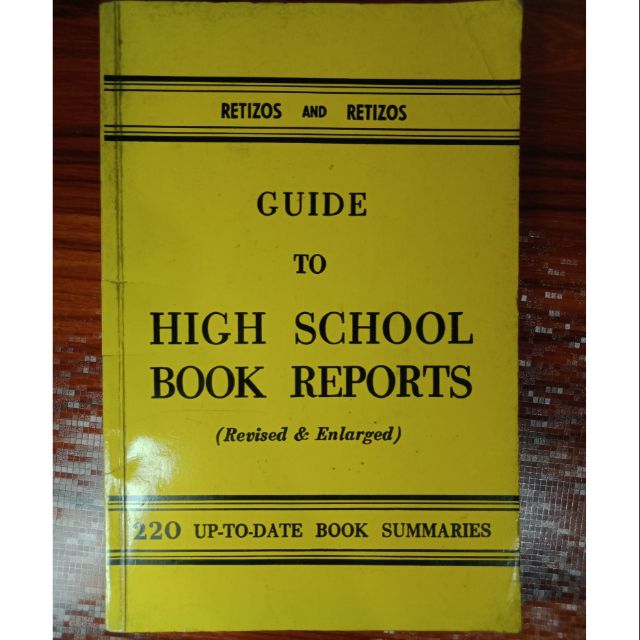 RETIZOS AND RETIZOS
GUIDE
TO
HIGH SCHOOL
BOOK REPORTS
(Revised & Enlarged)
220 UP-TO-DATE BOOK SUMMARIES